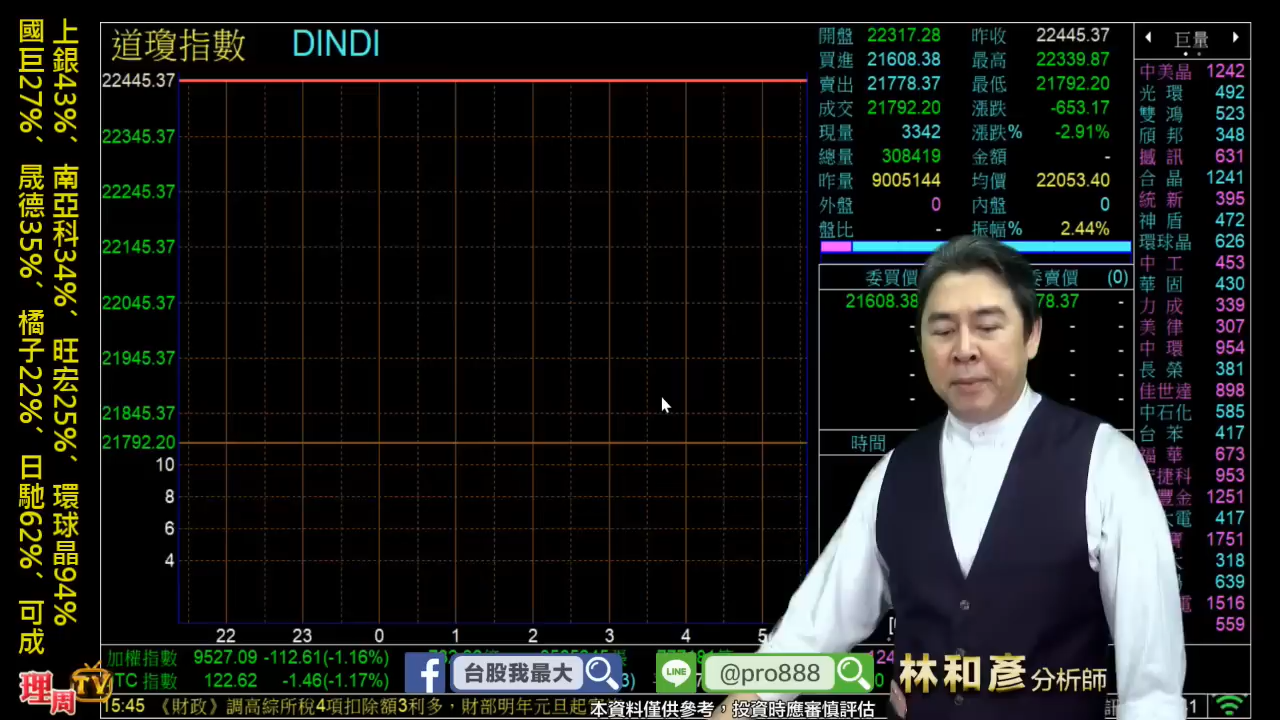 上銀43%、南亞科34%、旺宏25%、環球晶94%
國巨27%、晟德35%、橘子22%、日馳62%、可成
道瓊指數 DINDI
22445.37
22345.37
22245.37
22145.37
22045.37
21945.37
21845.37
21792.20
10
8
6
4
22 23 0 1 2 3 4 5
開盤 22317.28 昨收 22445.37
買進 21608.38 最高 22339.87
賣出 21778.37 最低 21792.20
成交 21792.20 漲跌 -653.17
現量 3342 漲跌% -2.91%
總量 308419 金額 -
昨量 9005144 均價 22053.40
外盤 0 內盤 0
盤比 - 振幅% 2.44%
委買價 委賣價 (0)
21608.38 78.37 -
時間
巨量
中美晶 1242
光環 492
雙鴻 523
頎邦 348
撼訊 631
合晶 1241
統新 395
神盾 472
環球晶 626
中工 453
華固 430
力成 339
美律 307
中環 954
長榮 381
佳世達 898
中石化 585
台苯 417
福華 673
捷科 953
豐金 1251
電 417
1751
318
639
電 1516
559
加權指數 9527.09 -112.61(-1.16%)
TC 指數 122.62 -1.46(-1.17%)
台股我最大
LINE
@pro888
林和彥 分析師
理周TV
15:45 《財政》調高綜所稅4項扣除額3利多，財部明年元旦起
本資料僅供參考，投資時應審慎評估